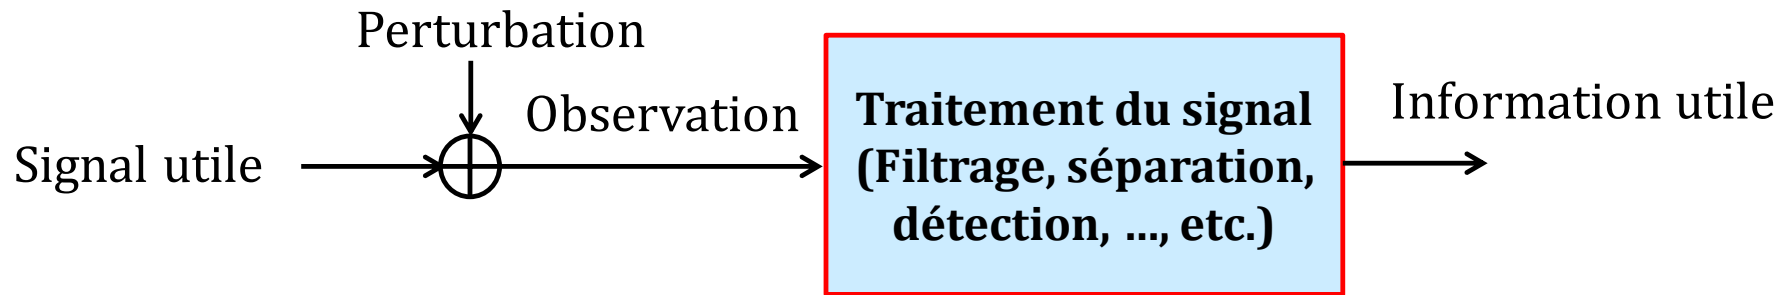 Perturbation
Observation
Signal utile
Traitement du signal
(Filtrage, séparation,
détection, ..., etc.)
Information utile